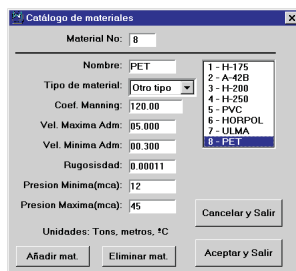 Catálogo de materiales
Material No: 8
Nombre: PET
Tipo de material: Otro tipo
Coef. Manning: 120.00
Vel. Maxima Adm: 05.000
Vel. Minima Adm: 00.300
Rugosisdad: 0.00011
Presion Minima(mca): 12
Presion Maxima(mca): 45
Unidades: Tons, metros, ºC
1 - H-175
2 - A-42B
3 - H-200
4 - H-250
5 - PVC
6 - HORPOL
7 - ULMA
8 - PET
Cancelar y Salir
Añadir mat.
Eliminar mat.
Aceptar y Salir